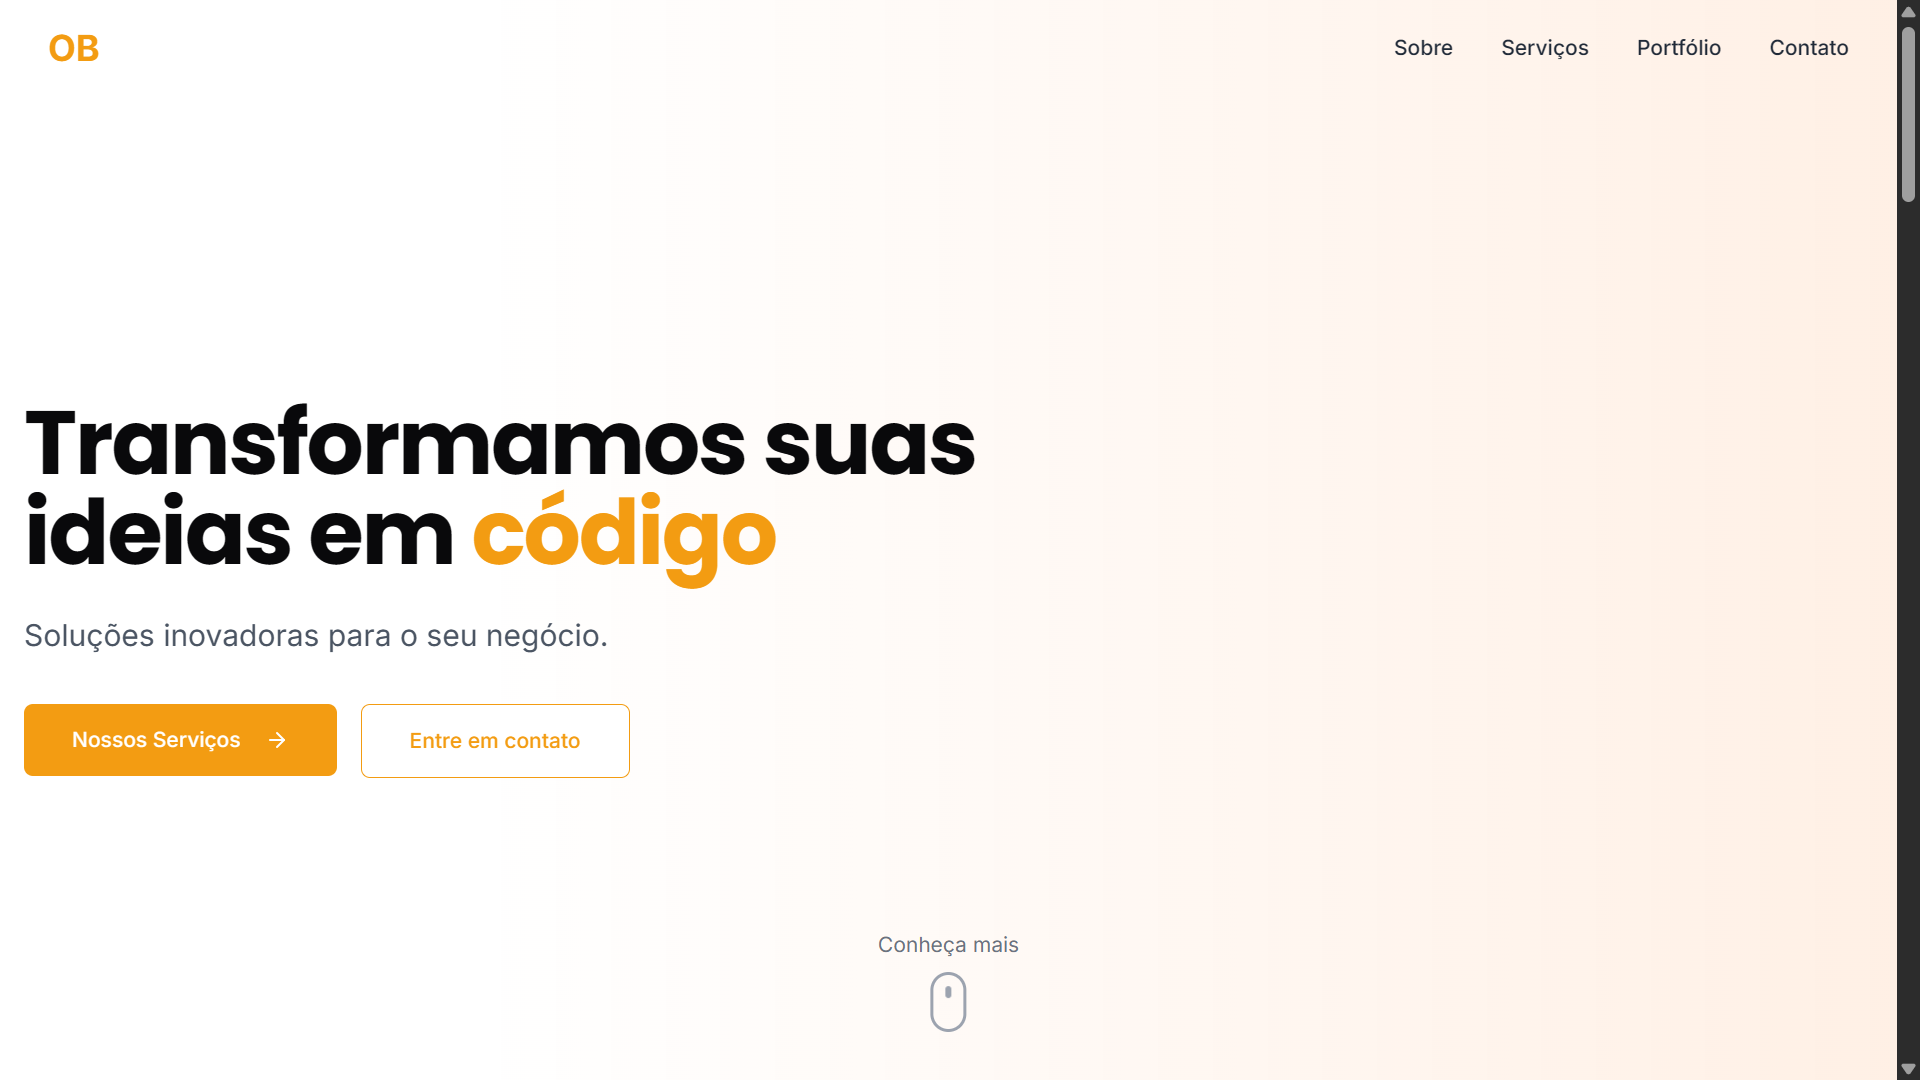 OB
Sobre
Serviços
Portfólio
Contato
Transformamos suas
ideias em código
Soluções inovadoras para o seu negócio.
Nossos Serviços
Entre em contato
Conheça mais